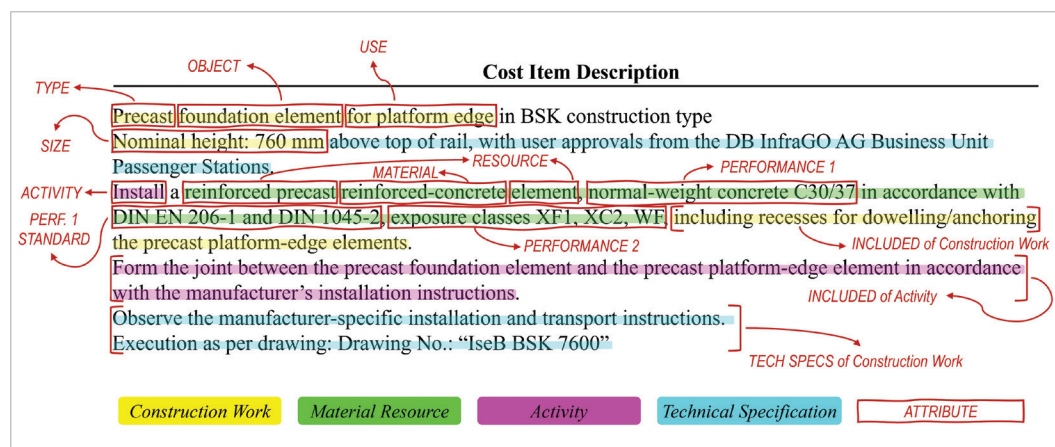 USE
OBJECT
Cost Item Description
TYPE
Precast foundation element for platform edge in BSK construction type
SIZE
Nominal height: 760 mm above top of rail, with user approvals from the DB InfraGO AG Business Unit
Passenger Stations.
RESOURCE
MATERIAL
PERFORMANCE 1
ACTIVITY
Install a reinforced precast reinforced-concrete element, normal-weight concrete C30/37 in accordance with
PERF. 1
STANDARD
DIN EN 206-1 and DIN 1045-2, exposure classes XF1, XC2, WF, including recesses for dowelling/anchoring
the precast platform-edge elements.
PERFORMANCE 2
INCLUDED of Construction Work
Form the joint between the precast foundation element and the precast platform-edge element in accordance
with the manufacturer's installation instructions.
INCLUDED of Activity
Observe the manufacturer-specific installation and transport instructions.
Execution as per drawing: Drawing No.: “IseB BSK 7600”
TECH SPECS of Construction Work
Construction Work
Material Resource
Activity
Technical Specification
ATTRIBUTE